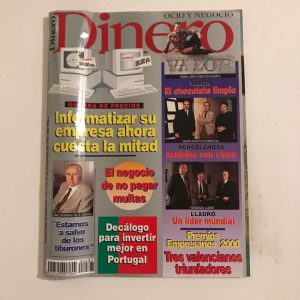 OCIO Y NEGOCIO
Dinero
Dinero
VALOR
GUERRA DE PRECIOS
Informatizar su
empresa ahora
cuesta la mitad
VALOR
El chocolate limpio
PORCELANOSA
Azulejos con clase
LLADRÓ
Un líder mundial
Premios
Empresarios 2000
Tres valencianos
triunfadores
El negocio
de no pagar
multas
"Estamos
a salvo
de los
tiburones"
Decálogo
para invertir
mejor en
Portugal